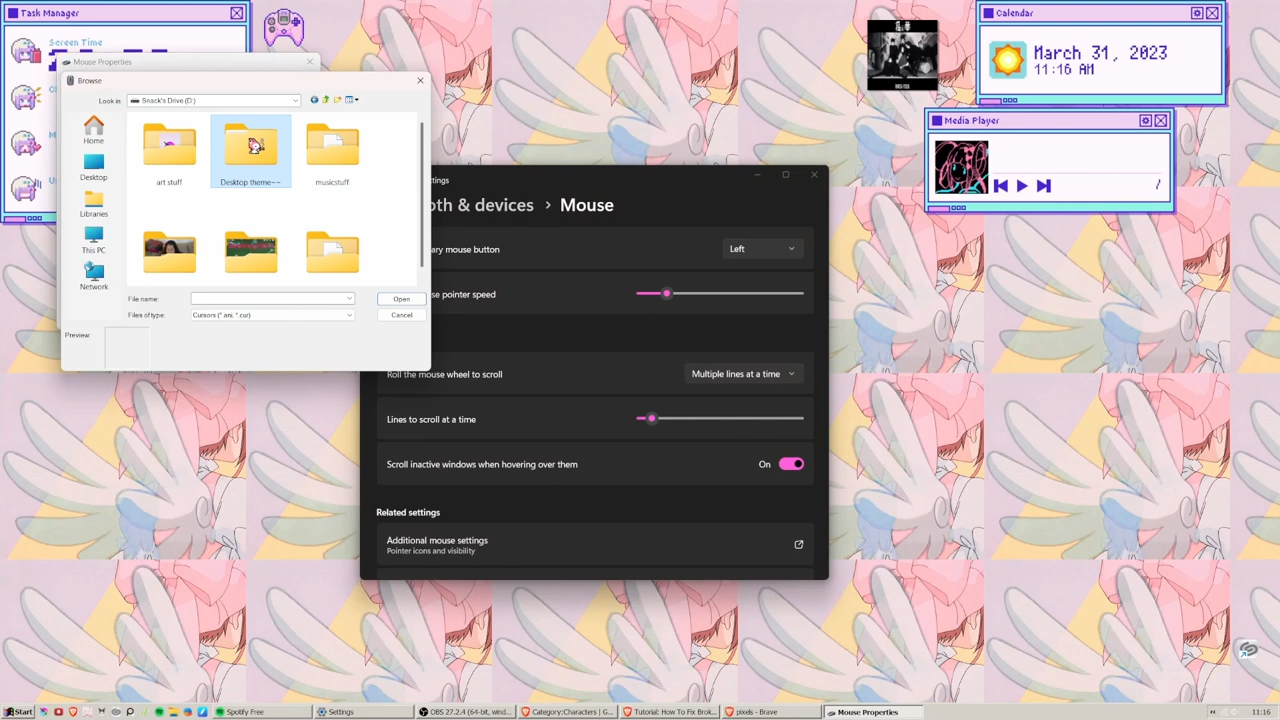 Task Manager
Screen Time
Mouse Properties
Browse
Look in:
Snack's Drive (D:)
Home
Desktop
Libraries
This PC
Network
art stuff
Desktop theme~~
musicstuff
File name:
Open
Files of type:
Cursors (*.ani, *.cur)
Cancel
Preview:
ttings
oth & devices > Mouse
ary mouse button
Left
se pointer speed
Roll the mouse wheel to scroll
Multiple lines at a time
Lines to scroll at a time
Scroll inactive windows when hovering over them
On
Related settings
Additional mouse settings
Pointer icons and visibility
Calendar
March 31, 2023
11:16 AM
Media Player
/
Start
Spotify Free
Settings
OBS 27.2.4 (64-bit, wind...
Category:Characters | ...
Tutorial: How To Fix Brok...
pixels - Brave
Mouse Properties
11:16